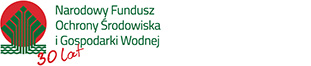 Narodowy Fundusz
Ochrony Środowiska
i Gospodarki Wodnej
30 lat